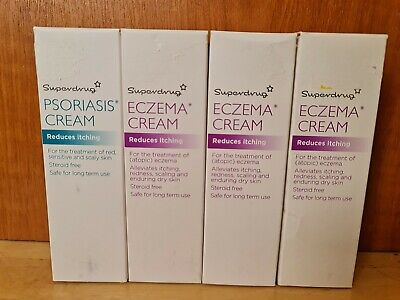 Superdrug
PSORIASIS*
CREAM
Reduces itching
For the treatment of red,
sensitive and scaly skin
Steroid free
Safe for long term use
Superdrug
ECZEMA*
CREAM
Reduces itching
For the treatment of
(atopic) eczema
Alleviates itching,
redness, scaling and
enduring dry skin
Steroid free
Safe for long term use
Superdrug
ECZEMA*
CREAM
Reduces itching
For the treatment of
(atopic) eczema
Alleviates itching,
redness, scaling and
enduring dry skin
Steroid free
Safe for long term use
Superdrug
ECZEMA*
CREAM
Reduces itching
For the treatment of
(atopic) eczema
Alleviates itching,
redness, scaling and
enduring dry skin
Steroid free
Safe for long term use